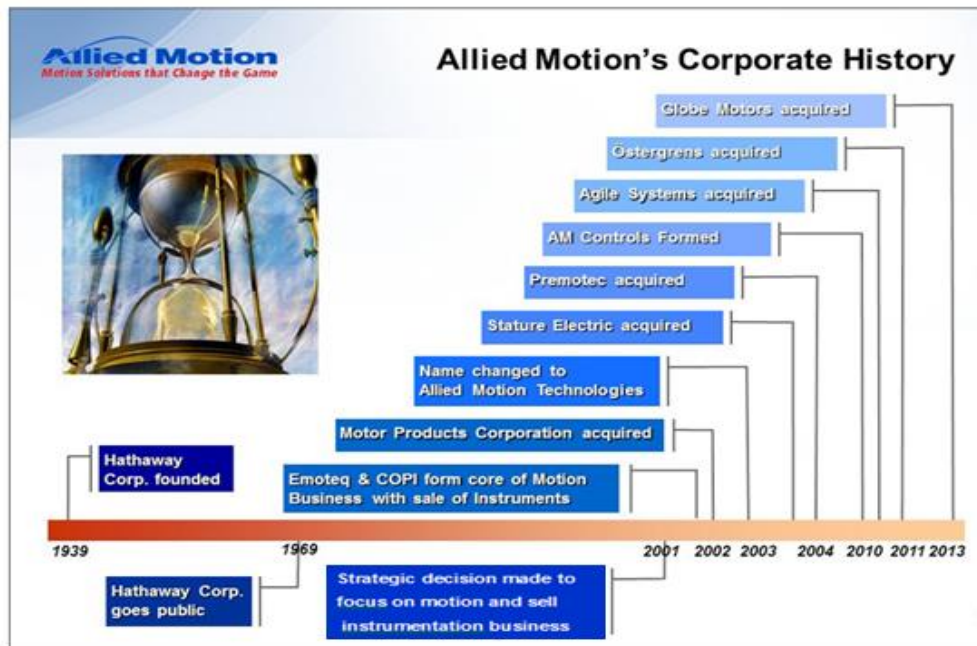 Allied Motion
Motion Solutions that Change the Game
Allied Motion's Corporate History
Globe Motors acquired
Östergrens acquired
Agile Systems acquired
AM Controls Formed
Premotec acquired
Stature Electric acquired
Name changed to
Allied Motion Technologies
Motor Products Corporation acquired
Hathaway
Corp. founded
Emoteq & COPI form core of Motion
Business with sale of Instruments
1939
1969
2001
2002
2003
2004
2010
2011
2013
Hathaway Corp.
goes public
Strategic decision made to
focus on motion and sell
instrumentation business